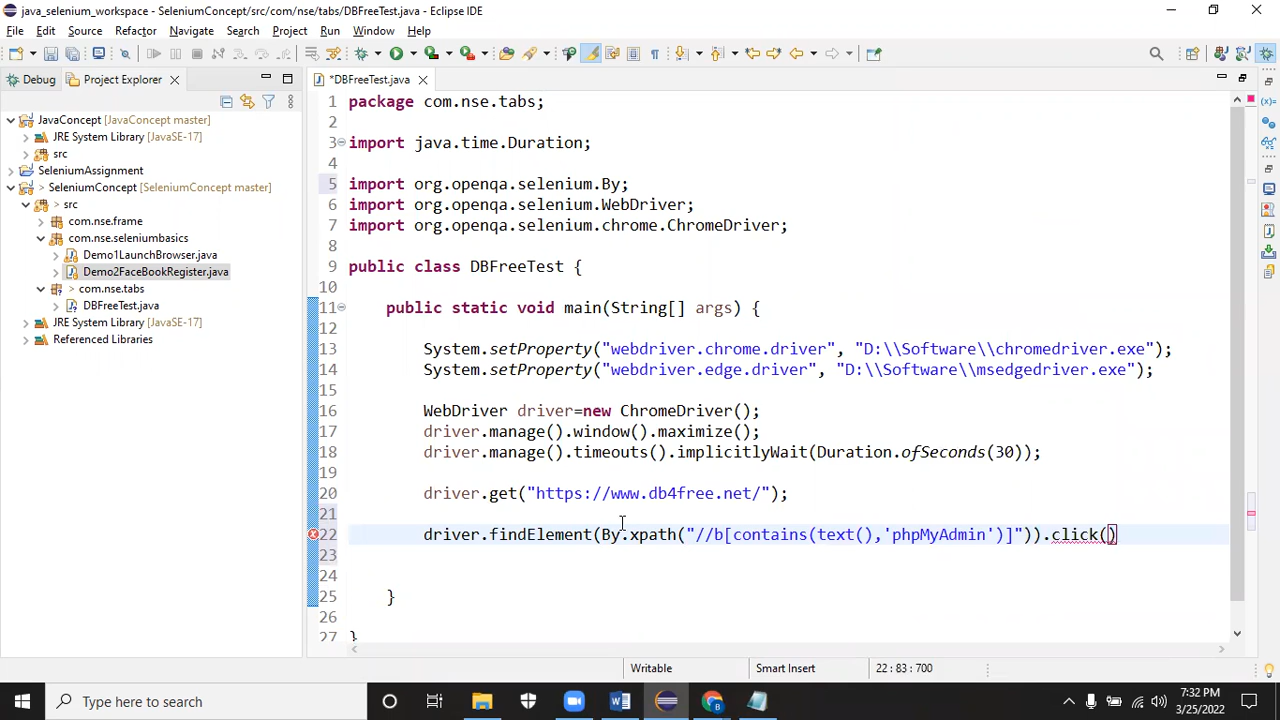 java_selenium_workspace - SeleniumConcept/src/com/nse/tabs/DBFreeTest.java - Eclipse IDE
File Edit Source Refactor Navigate Search Project Run Window Help
Debug Project Explorer *DBFreeTest.java
JavaConcept [JavaConcept master]
JRE System Library [JavaSE-17]
src
SeleniumAssignment
> SeleniumConcept [SeleniumConcept master]
> src
com.nse.frame
com.nse.seleniumbasics
Demo1LaunchBrowser.java
Demo2FaceBookRegister.java
> com.nse.tabs
DBFreeTest.java
JRE System Library [JavaSE-17]
Referenced Libraries
1 package com.nse.tabs;
2
3 import java.time.Duration;
4
5 import org.openqa.selenium.By;
6 import org.openqa.selenium.WebDriver;
7 import org.openqa.selenium.chrome.ChromeDriver;
8
9 public class DBFreeTest {
10
11 public static void main(String[] args) {
12
13 System.setProperty("webdriver.chrome.driver", "D:\\Software\\chromedriver.exe");
14 System.setProperty("webdriver.edge.driver", "D:\\Software\\msedgedriver.exe");
15
16 WebDriver driver=new ChromeDriver();
17 driver.manage().window().maximize();
18 driver.manage().timeouts().implicitlyWait(Duration.ofSeconds(30));
19
20 driver.get("https://www.db4free.net/");
21
22 driver.findElement(By.xpath("//b[contains(text(),'phpMyAdmin')]")).click()
23
24
25 }
26
27 }
Writable Smart Insert 22 : 83 : 700
Type here to search
7:32 PM
3/25/2022